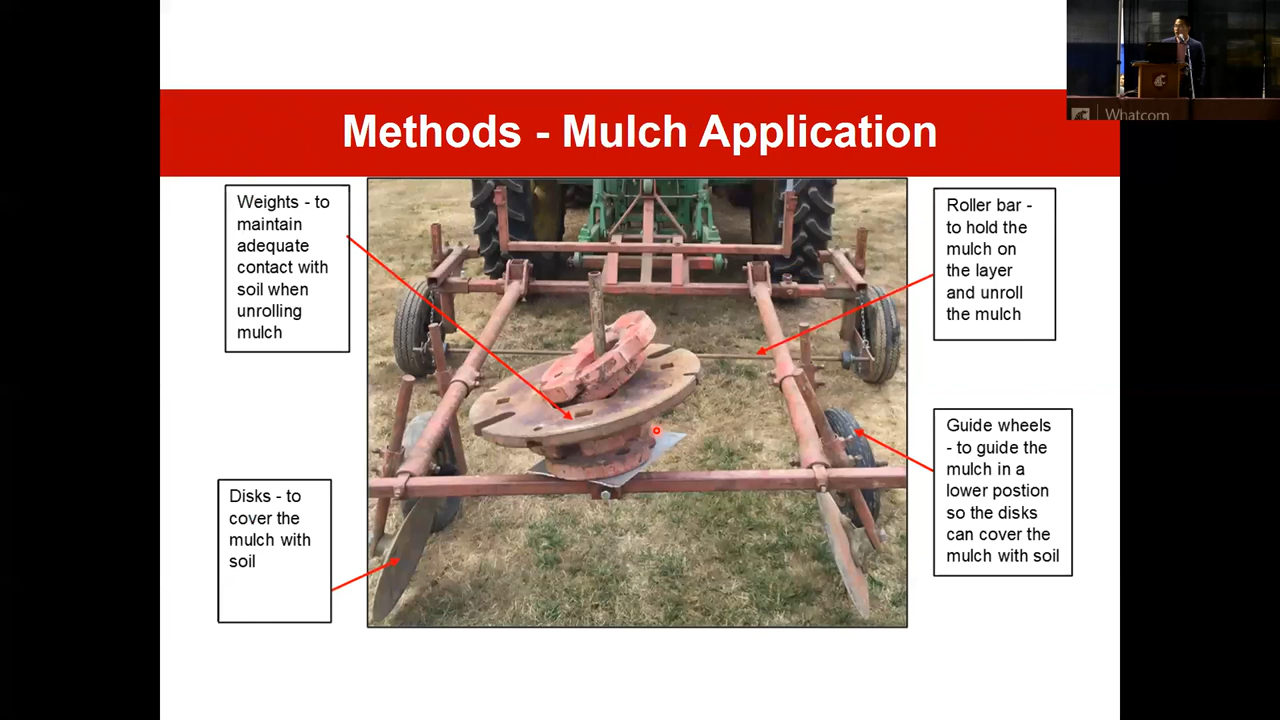 Methods - Mulch Application
Whatcom
Weights - to
maintain
adequate
contact with
soil when
unrolling
mulch
Roller bar -
to hold the
mulch on
the layer
and unroll
the mulch
Disks - to
cover the
mulch with
soil
Guide wheels
- to guide the
mulch in a
lower postion
so the disks
can cover the
mulch with soil